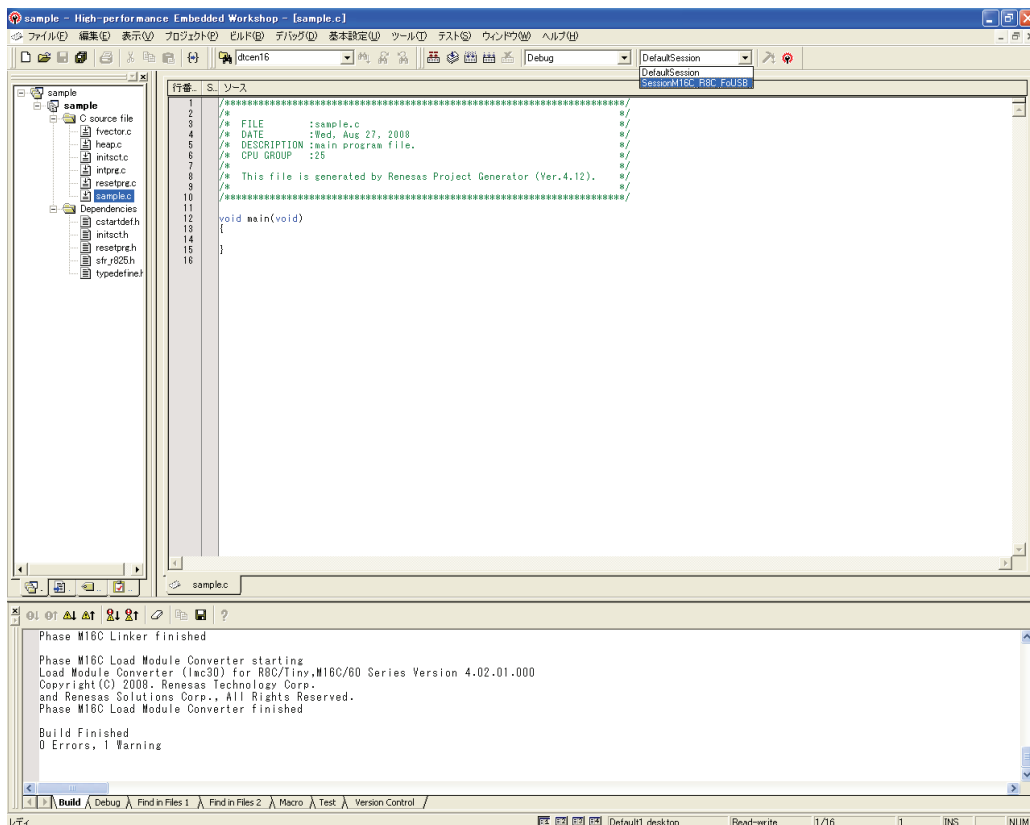 sample - High-performance Embedded Workshop - [sample.c]
ファイル(F) 編集(E) 表示(V) プロジェクト(P) ビルド(B) デバッグ(D) 基本設定(U) ツール(T) テスト(S) ウィンドウ(W) ヘルプ(H)
dtcen16 Debug DefaultSession
DefaultSession
SessionM16C_R8C_FoUSB
sample
sample
C source file
fvector.c
heap.c
initsct.c
intprg.c
resetprg.c
sample.c
Dependencies
cstartdef.h
initsct.h
resetprg.h
sfr_r825.h
typedefine.h
行番... S... ソース
1 /***********************************************************************/
2 /* */
3 /* FILE :sample.c */
4 /* DATE :Wed, Aug 27, 2008 */
5 /* DESCRIPTION :main program file. */
6 /* CPU GROUP :25 */
7 /* */
8 /* This file is generated by Renesas Project Generator (Ver.4.12). */
9 /* */
10 /***********************************************************************/
11
12 void main(void)
13 {
14
15 }
16
sample.c
Phase M16C Linker finished
Phase M16C Load Module Converter starting
Load Module Converter (lmc30) for R8C/Tiny,M16C/60 Series Version 4.02.01.000
Copyright(C) 2008. Renesas Technology Corp.
and Renesas Solutions Corp., All Rights Reserved.
Phase M16C Load Module Converter finished
Build Finished
0 Errors, 1 Warning
Build Debug Find in Files 1 Find in Files 2 Macro Test Version Control
レディ Default1 desktop Read-write 1/16 1 INS NUM